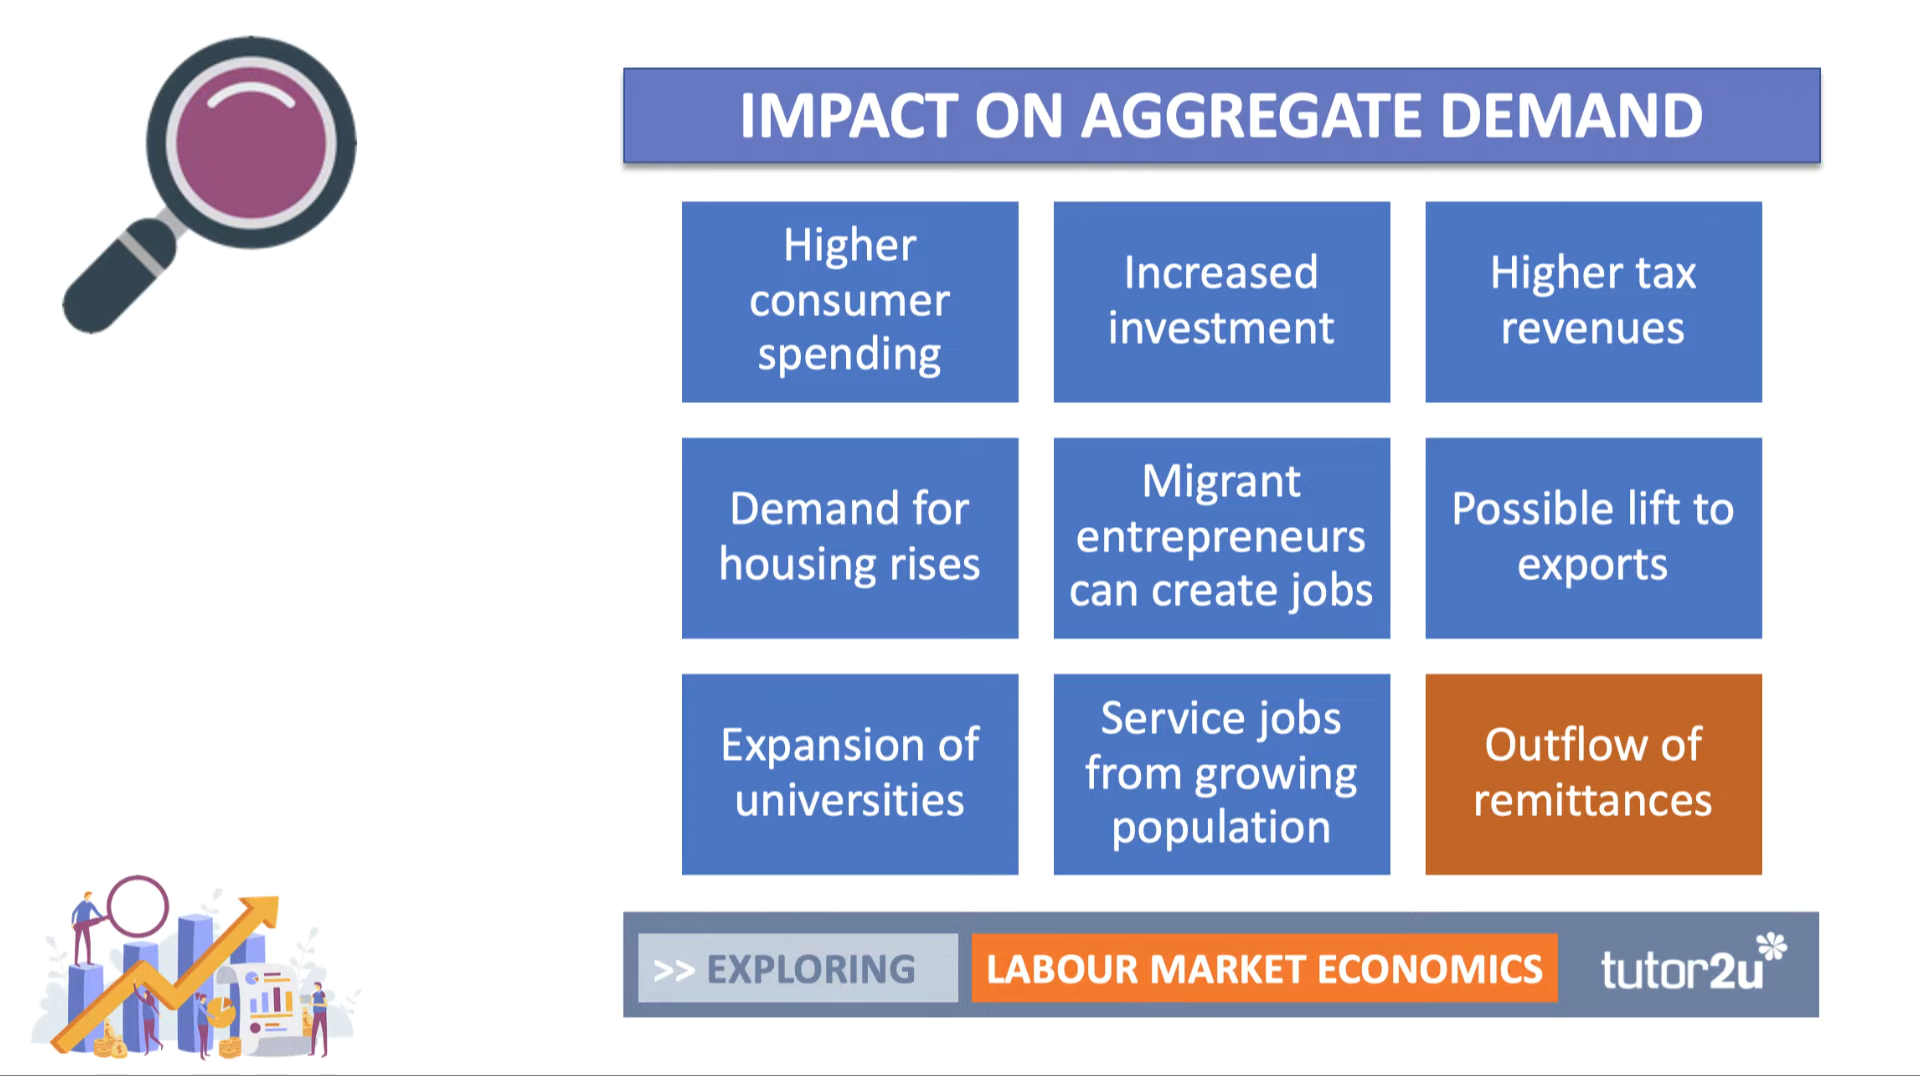 IMPACT ON AGGREGATE DEMAND
Higher
consumer
spending
Increased
investment
Higher tax
revenues
Demand for
housing rises
Migrant
entrepreneurs
can create jobs
Possible lift to
exports
Expansion of
universities
Service jobs
from growing
population
Outflow of
remittances
>> EXPLORING
LABOUR MARKET ECONOMICS
tutor2u